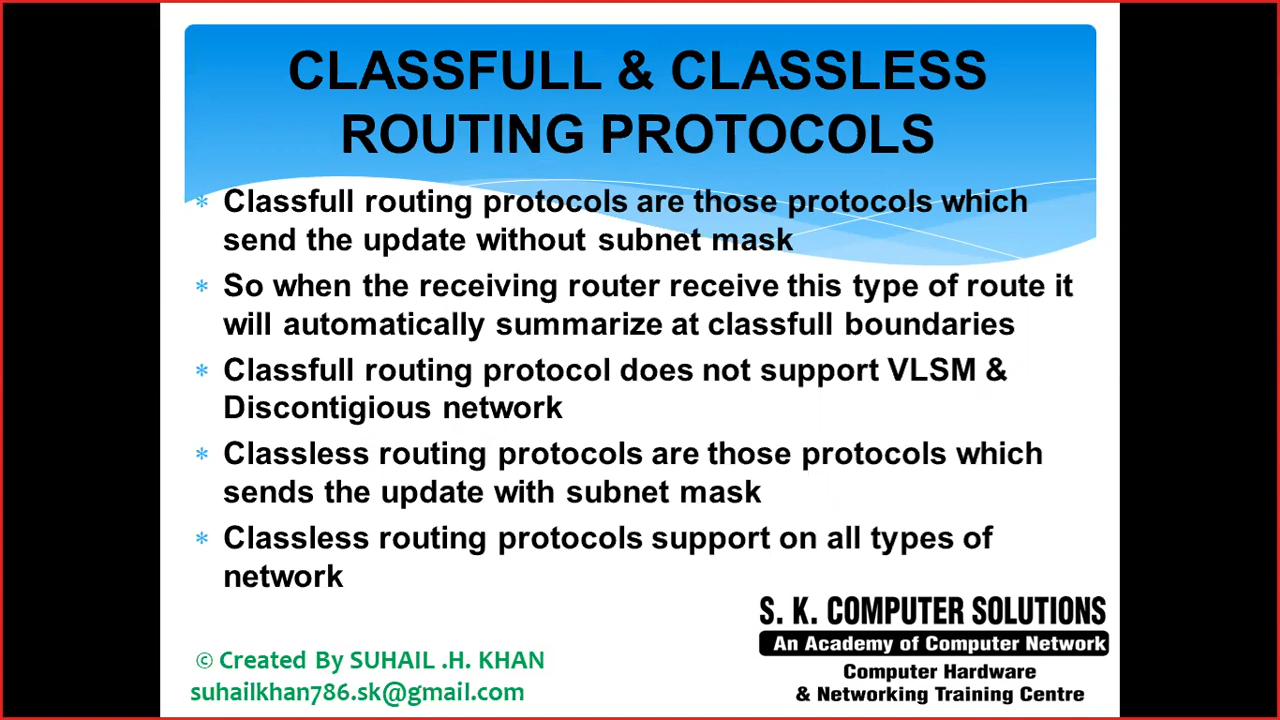 CLASSFULL & CLASSLESS
ROUTING PROTOCOLS
* Classfull routing protocols are those protocols which
send the update without subnet mask
* So when the receiving router receive this type of route it
will automatically summarize at classfull boundaries
* Classfull routing protocol does not support VLSM &
Discontigious network
* Classless routing protocols are those protocols which
sends the update with subnet mask
* Classless routing protocols support on all types of
network
S. K. COMPUTER SOLUTIONS
An Academy of Computer Network
Computer Hardware
& Networking Training Centre
© Created By SUHAIL .H. KHAN
suhailkhan786.sk@gmail.com